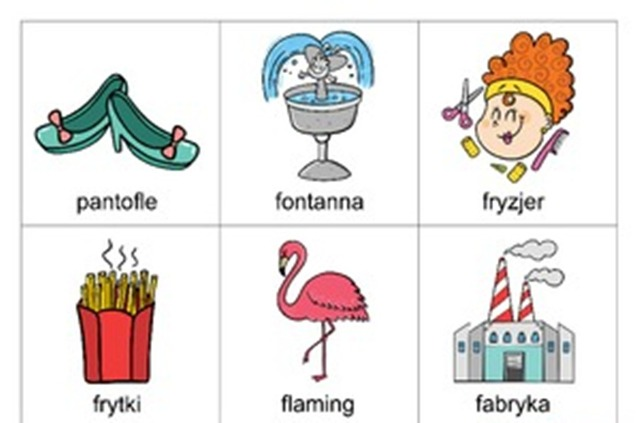 pantofle
fontanna
fryzjer
frytki
flaming
fabryka